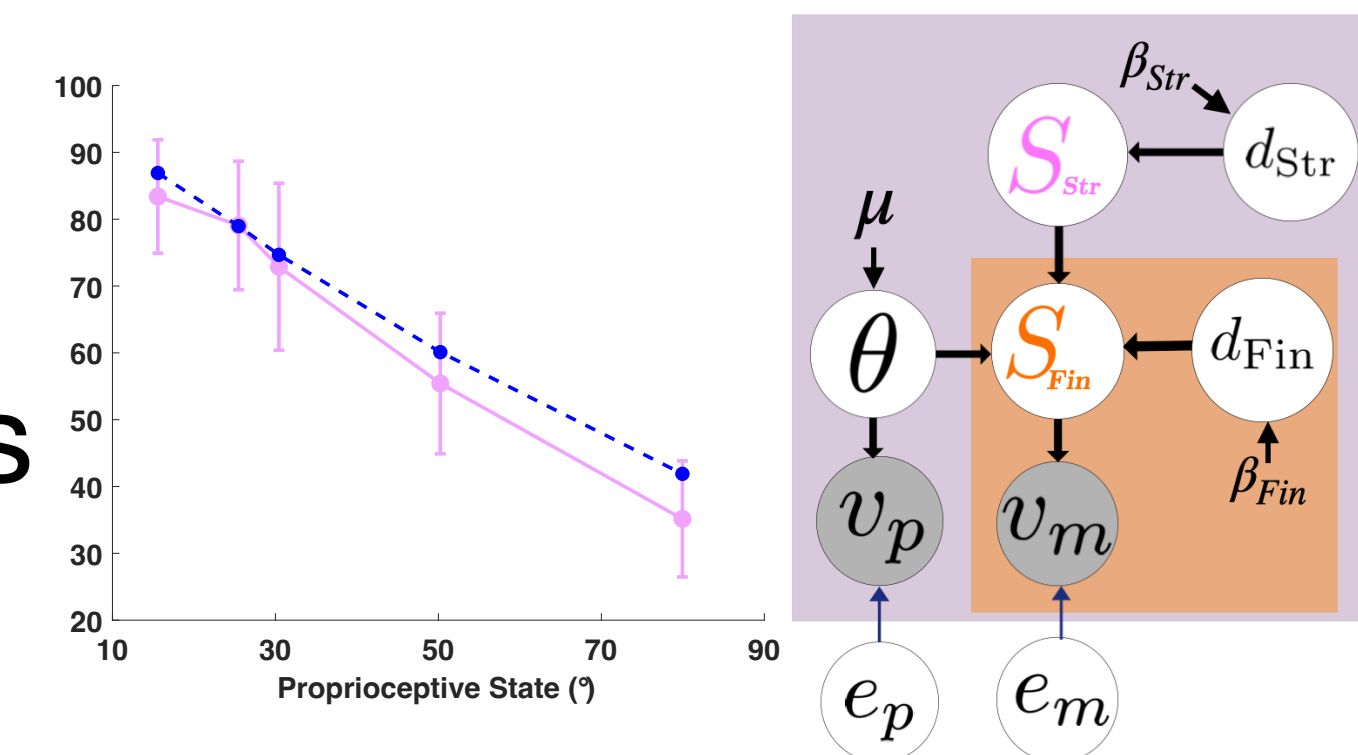 s
100
90
80
70
60
50
40
30
20
10 30 50 70 90
Proprioceptive State (°)
β_Str
S_Str
d_Str
μ
θ
S_Fin
d_Fin
β_Fin
v_p
v_m
e_p
e_m